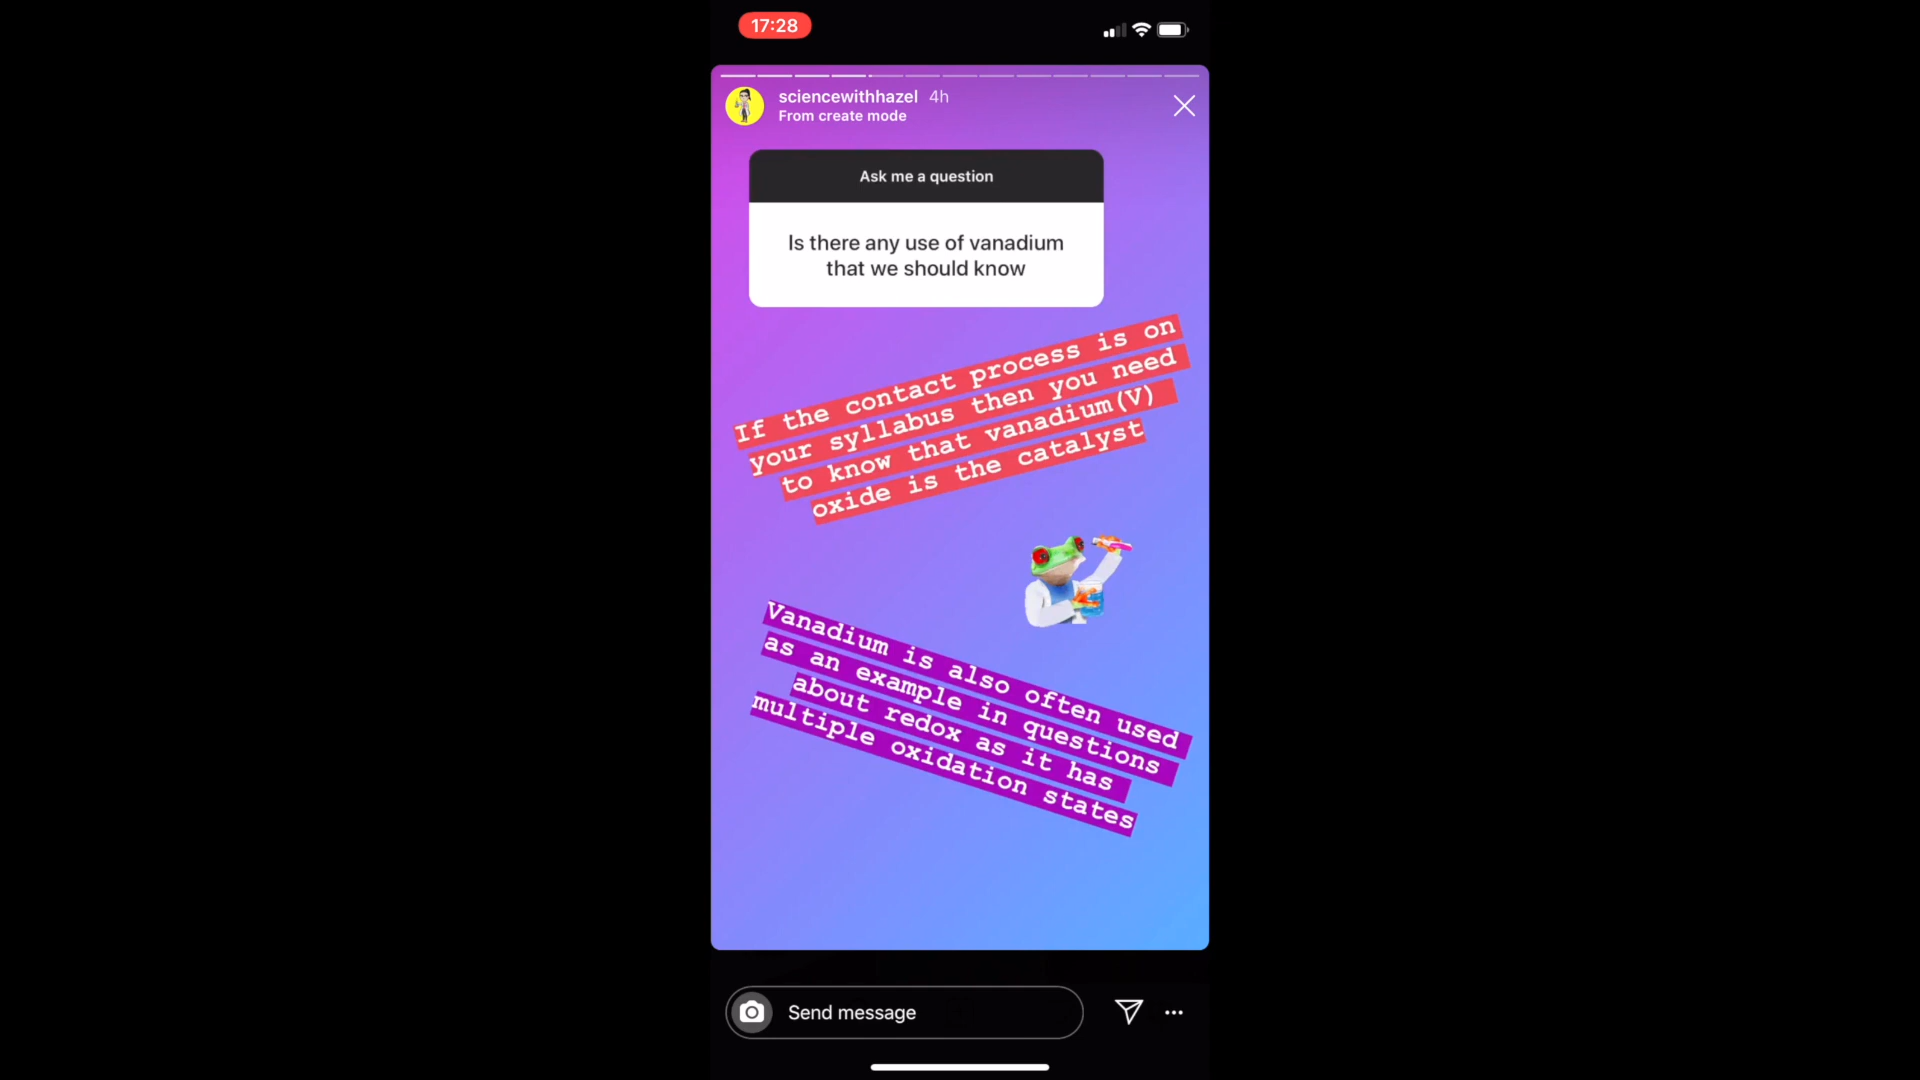 17:28
sciencewithhazel 4h
From create mode
Ask me a question
Is there any use of vanadium
that we should know
If the contact process is on
your syllabus then you need
to know that vanadium(V)
oxide is the catalyst
Vanadium is also often used
as an example in questions
about redox as it has
multiple oxidation states
Send message